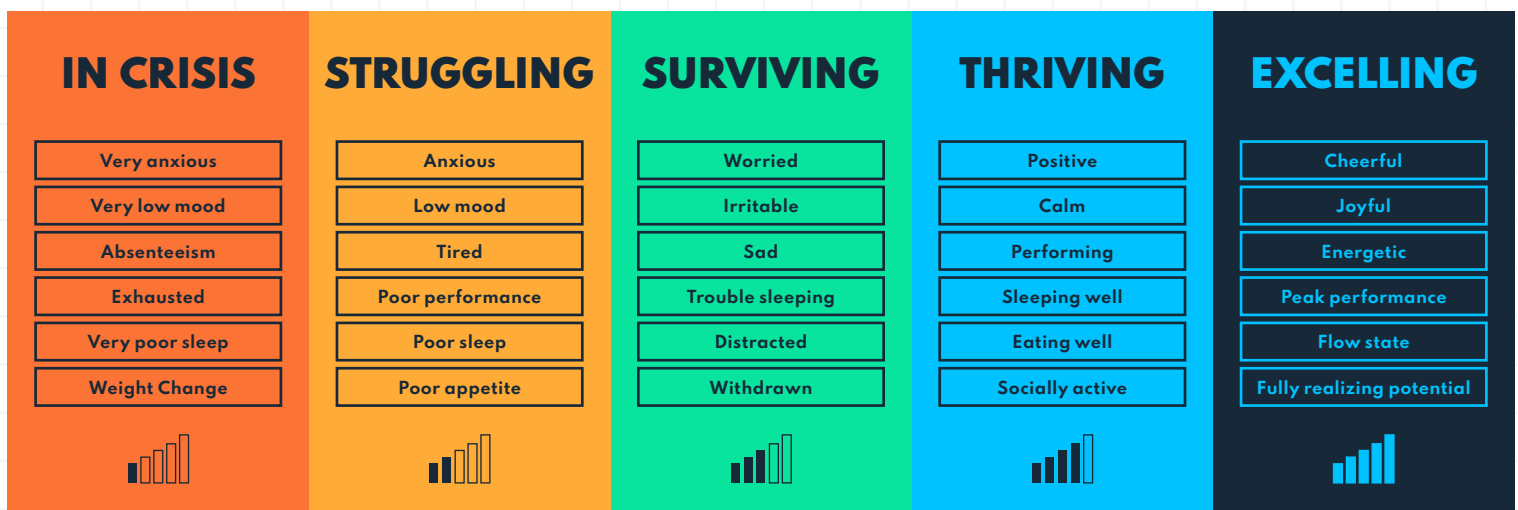 IN CRISIS
Very anxious
Very low mood
Absenteeism
Exhausted
Very poor sleep
Weight Change
STRUGGLING
Anxious
Low mood
Tired
Poor performance
Poor sleep
Poor appetite
SURVIVING
Worried
Irritable
Sad
Trouble sleeping
Distracted
Withdrawn
THRIVING
Positive
Calm
Performing
Sleeping well
Eating well
Socially active
EXCELLING
Cheerful
Joyful
Energetic
Peak performance
Flow state
Fully realizing potential